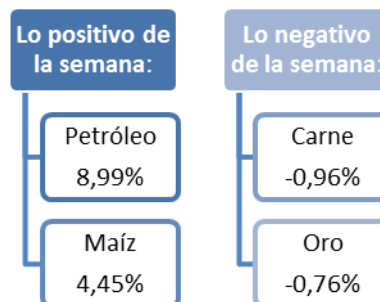 Lo positivo de
la semana:
Petróleo
8,99%
Maíz
4,45%
Lo negativo
de la semana:
Carne
-0,96%
Oro
-0,76%